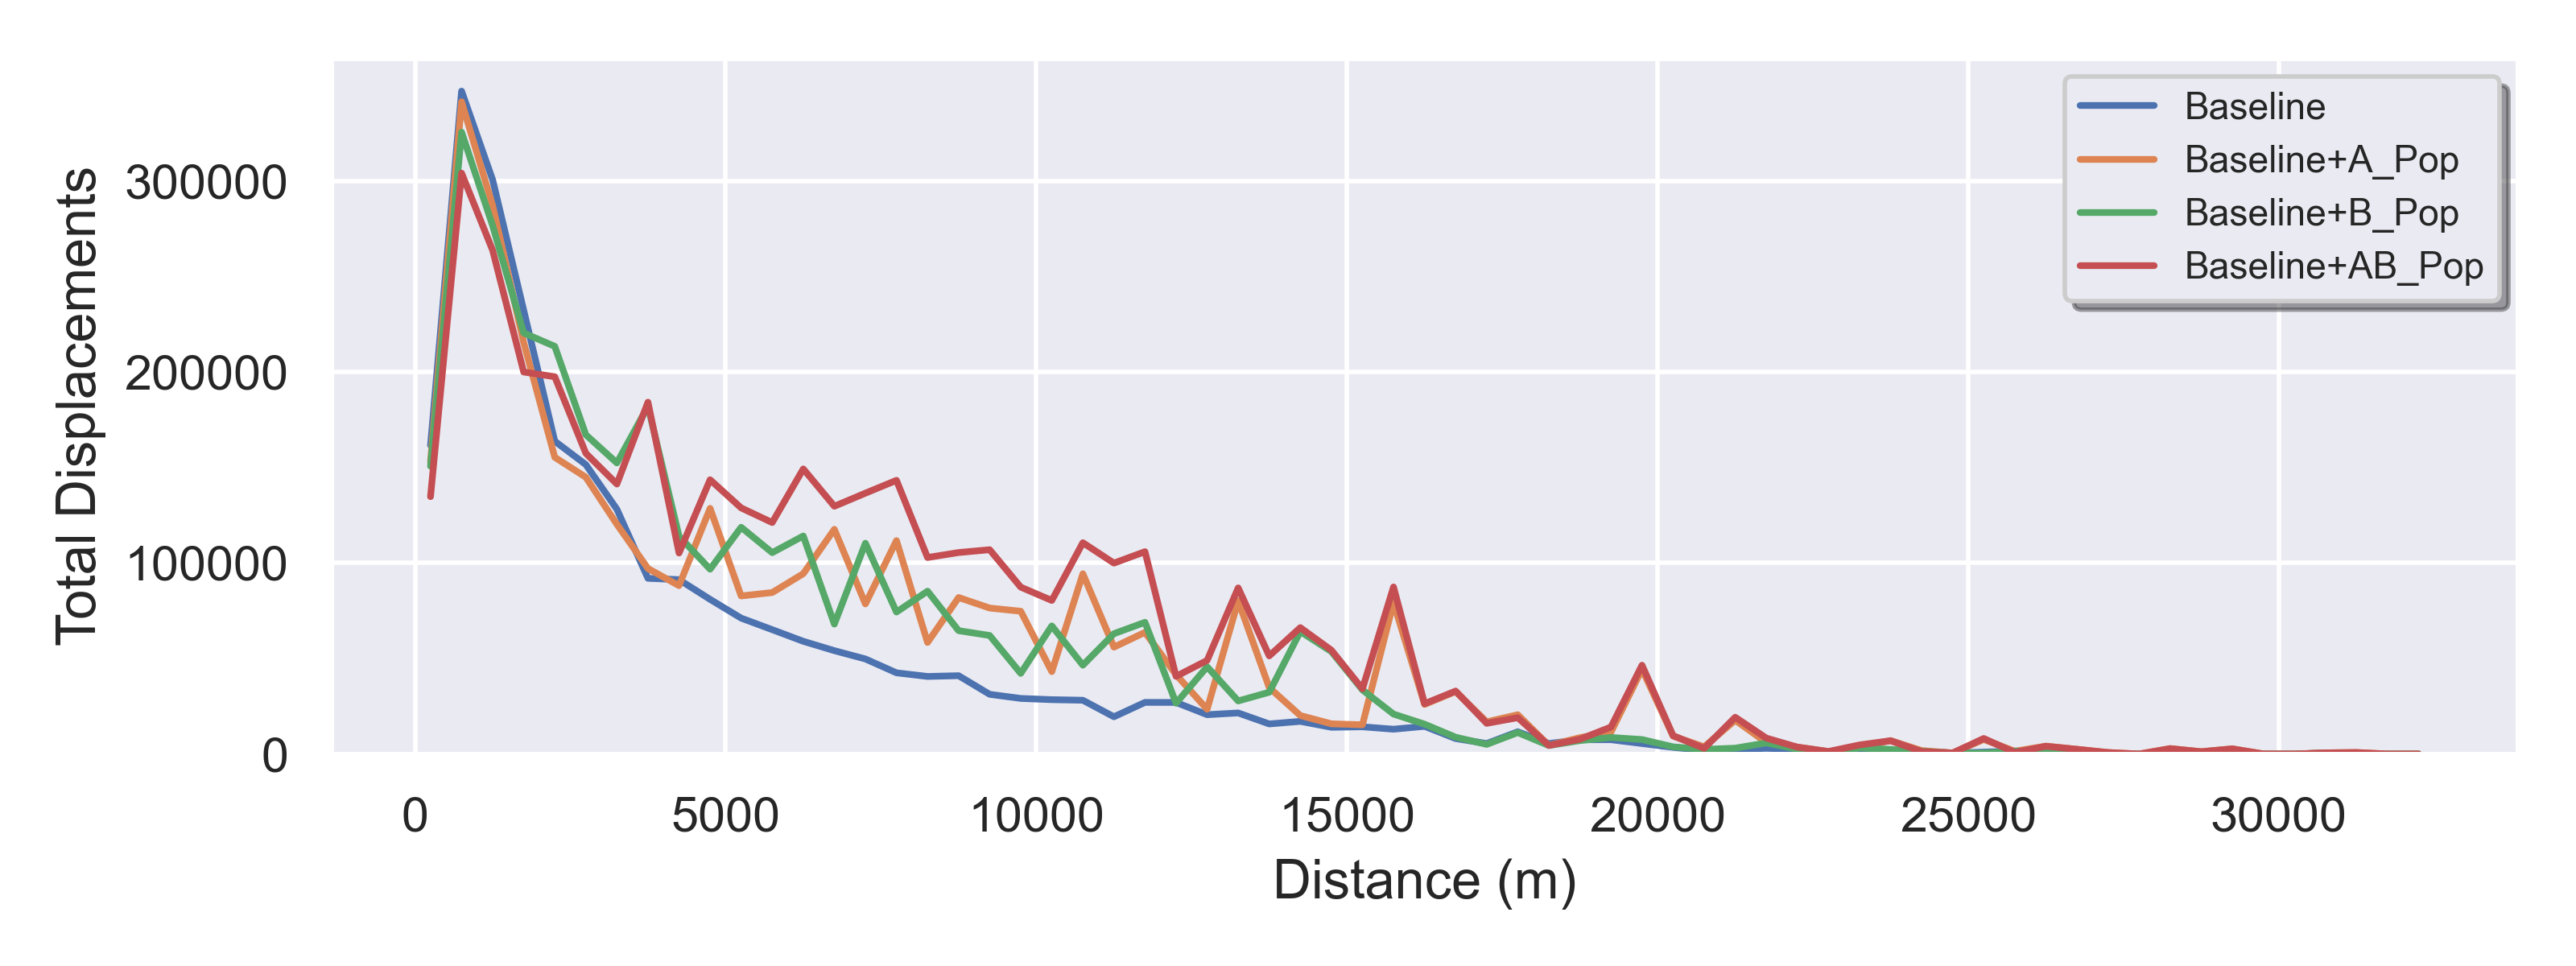 Baseline
Baseline+A_Pop
Baseline+B_Pop
Baseline+AB_Pop
Total Displacements
300000
200000
100000
0
0 5000 10000 15000 20000 25000 30000
Distance (m)